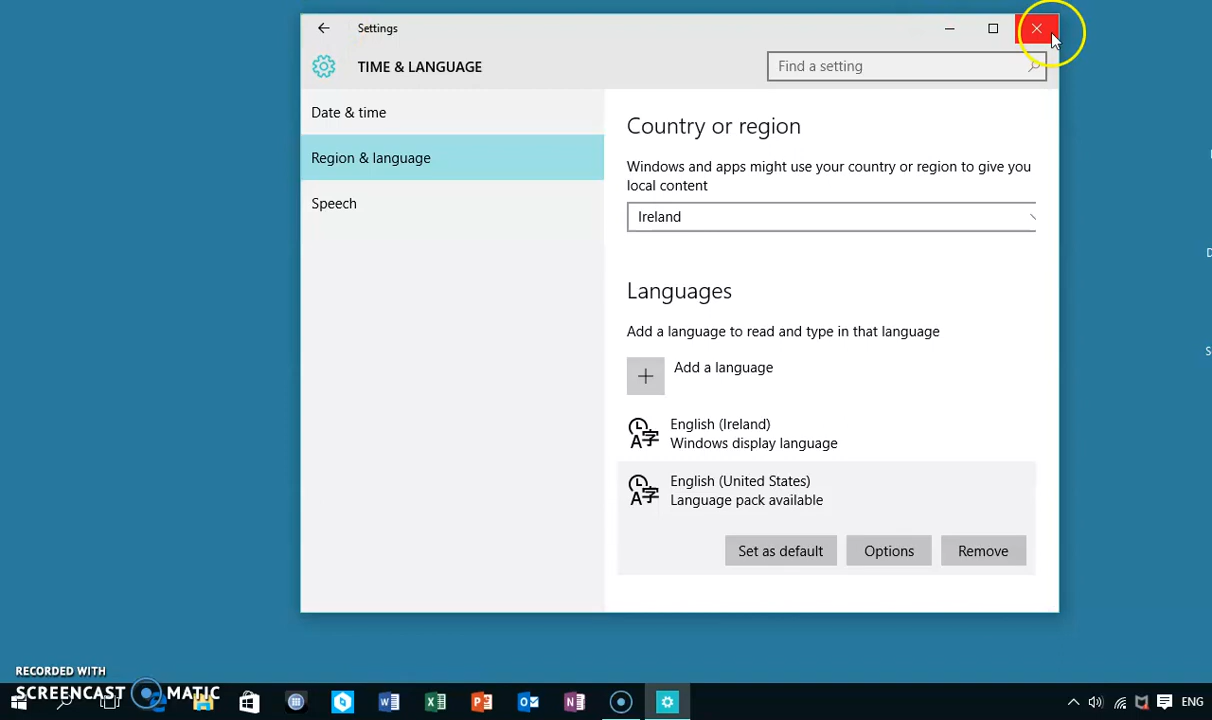 Settings
TIME & LANGUAGE
Find a setting
Date & time
Region & language
Speech
Country or region
Windows and apps might use your country or region to give you
local content
Ireland
Languages
Add a language to read and type in that language
Add a language
English (Ireland)
Windows display language
English (United States)
Language pack available
Set as default
Options
Remove
RECORDED WITH
SCREENCAST MATIC
ENG